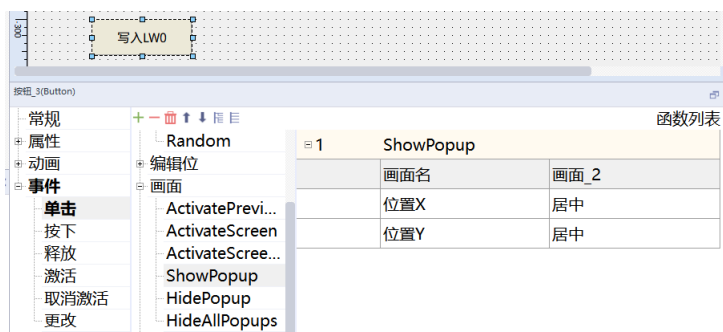 300
写入LW0
按钮_3(Button)
常规
属性
动画
事件
单击
按下
释放
激活
取消激活
更改
Random
编辑位
画面
ActivatePrevi...
ActivateScreen
ActivateScree...
ShowPopup
HidePopup
HideAllPopups
函数列表
1 ShowPopup
画面名 画面_2
位置X 居中
位置Y 居中